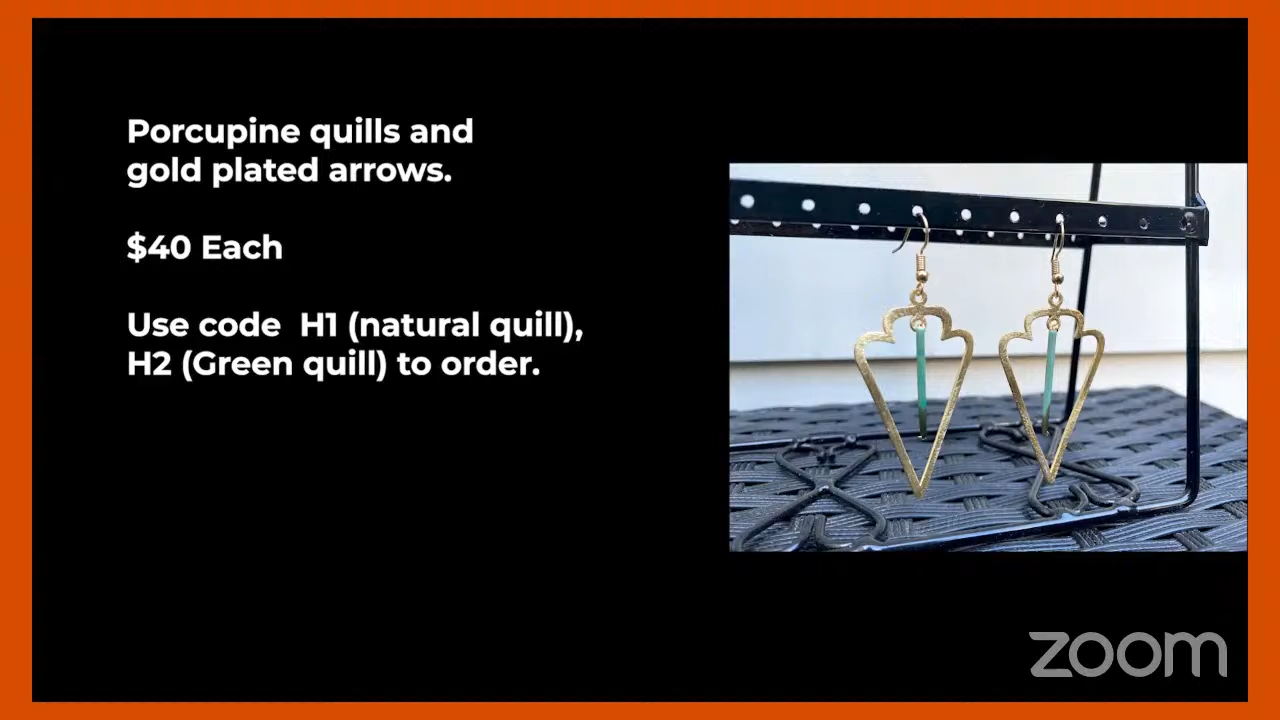 Porcupine quills and
gold plated arrows.
$40 Each
Use code  H1 (natural quill),
H2 (Green quill) to order.
zoom